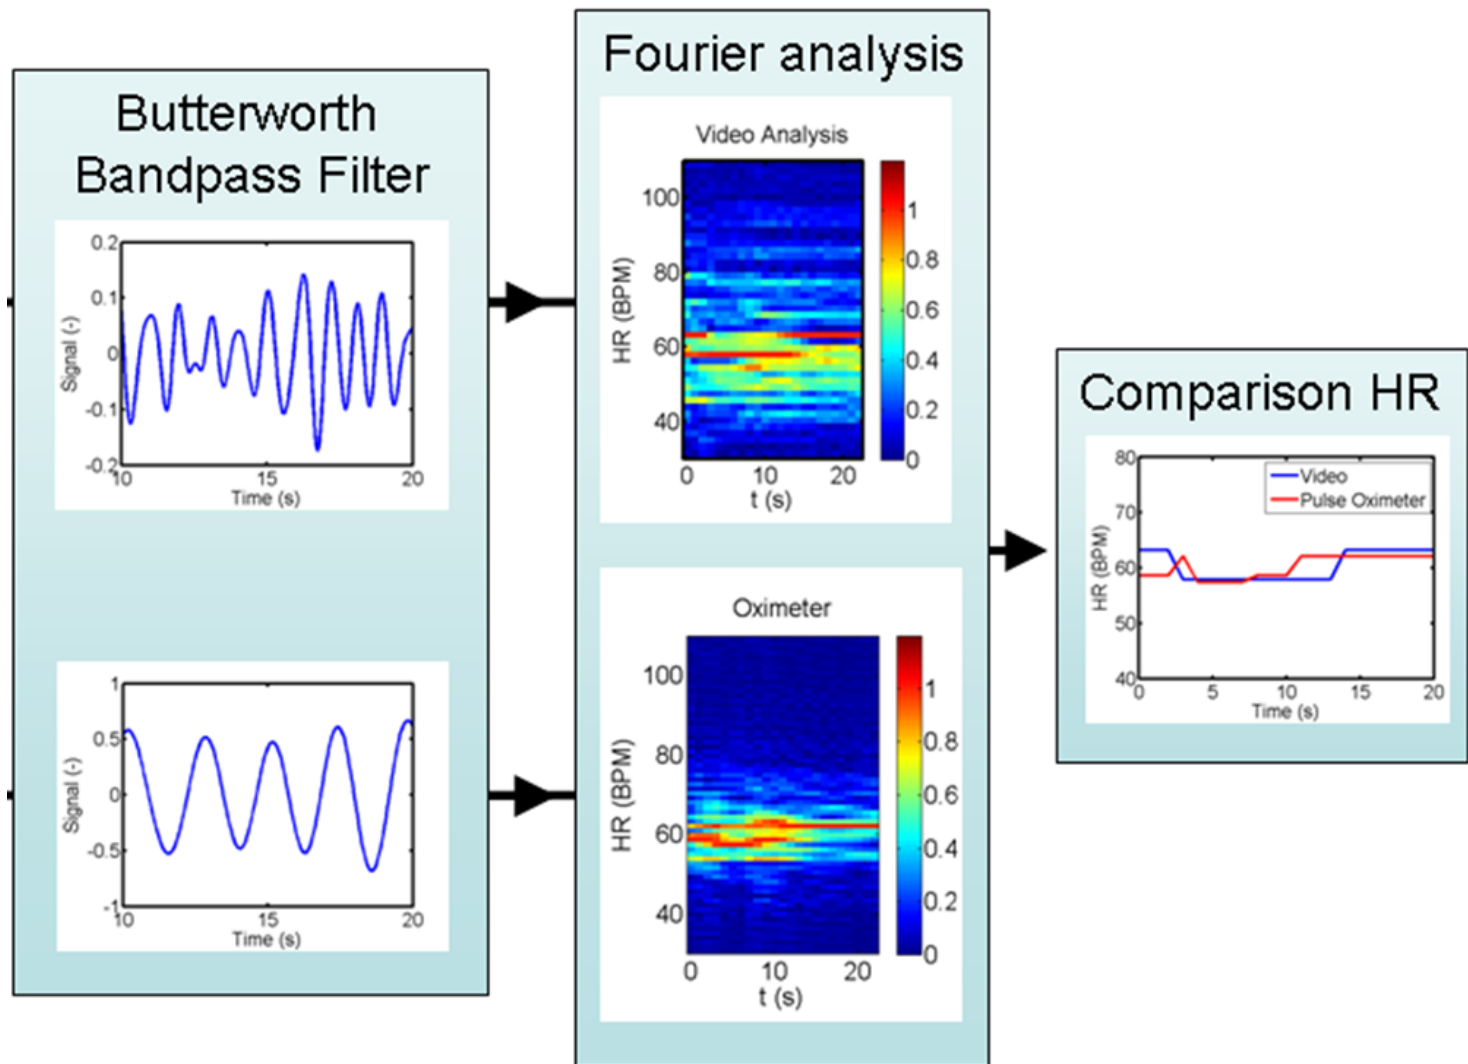 Butterworth
Bandpass Filter
0.2
0.1
0
-0.1
-0.2
Signal (-)
10
15
20
Time (s)
1
0.5
0
-0.5
-1
Signal (-)
10
15
20
Time (s)
Fourier analysis
Video Analysis
100
80
60
40
HR (BPM)
0
10
20
t (s)
1
0.8
0.6
0.4
0.2
0
Oximeter
100
80
60
40
HR (BPM)
0
10
20
t (s)
1
0.8
0.6
0.4
0.2
0
Comparison HR
80
70
60
50
40
HR (BPM)
Video
Pulse Oximeter
0
5
10
15
20
Time (s)